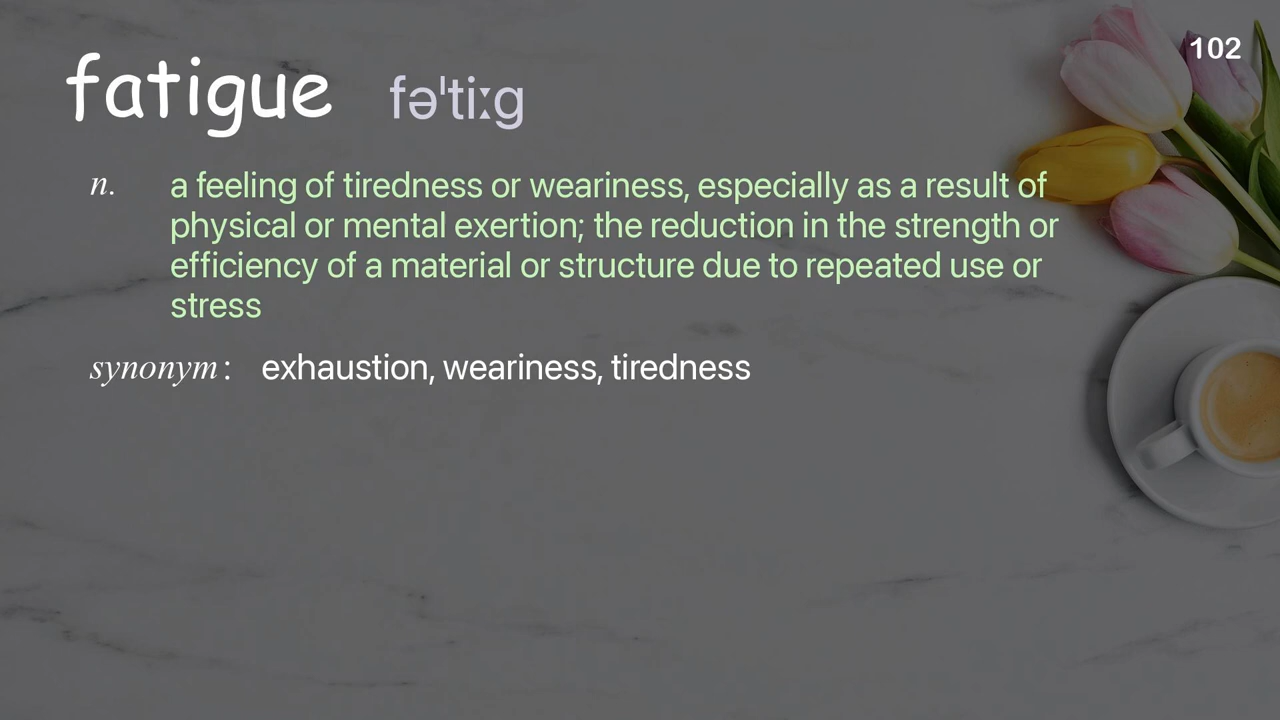 102
fatigue fəˈtiːg
n. a feeling of tiredness or weariness, especially as a result of
physical or mental exertion; the reduction in the strength or
efficiency of a material or structure due to repeated use or
stress
synonym: exhaustion, weariness, tiredness